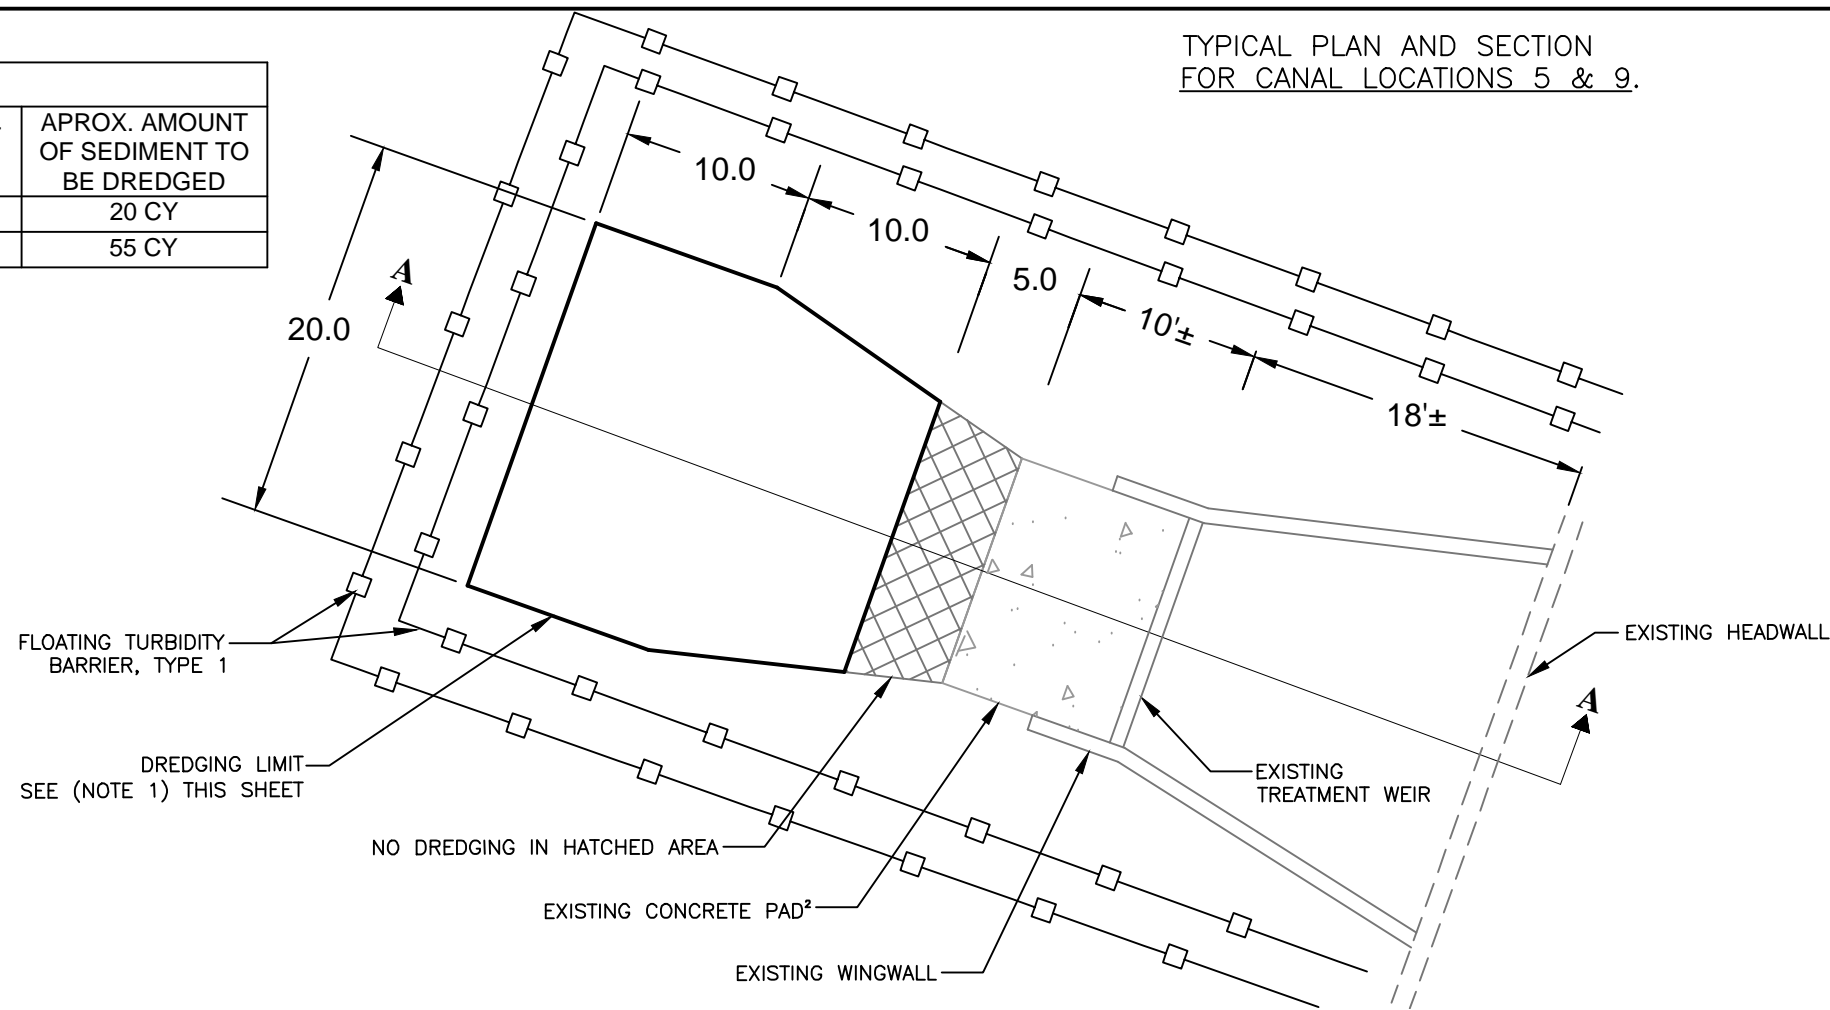 TYPICAL PLAN AND SECTION
FOR CANAL LOCATIONS 5 & 9.
APROX. AMOUNT
OF SEDIMENT TO
BE DREDGED
20 CY
55 CY
10.0
10.0
5.0
10'±
18'±
20.0
A
A
FLOATING TURBIDITY
BARRIER, TYPE 1
EXISTING HEADWALL
DREDGING LIMIT
SEE (NOTE 1) THIS SHEET
EXISTING
TREATMENT WEIR
NO DREDGING IN HATCHED AREA
EXISTING CONCRETE PAD²
EXISTING WINGWALL